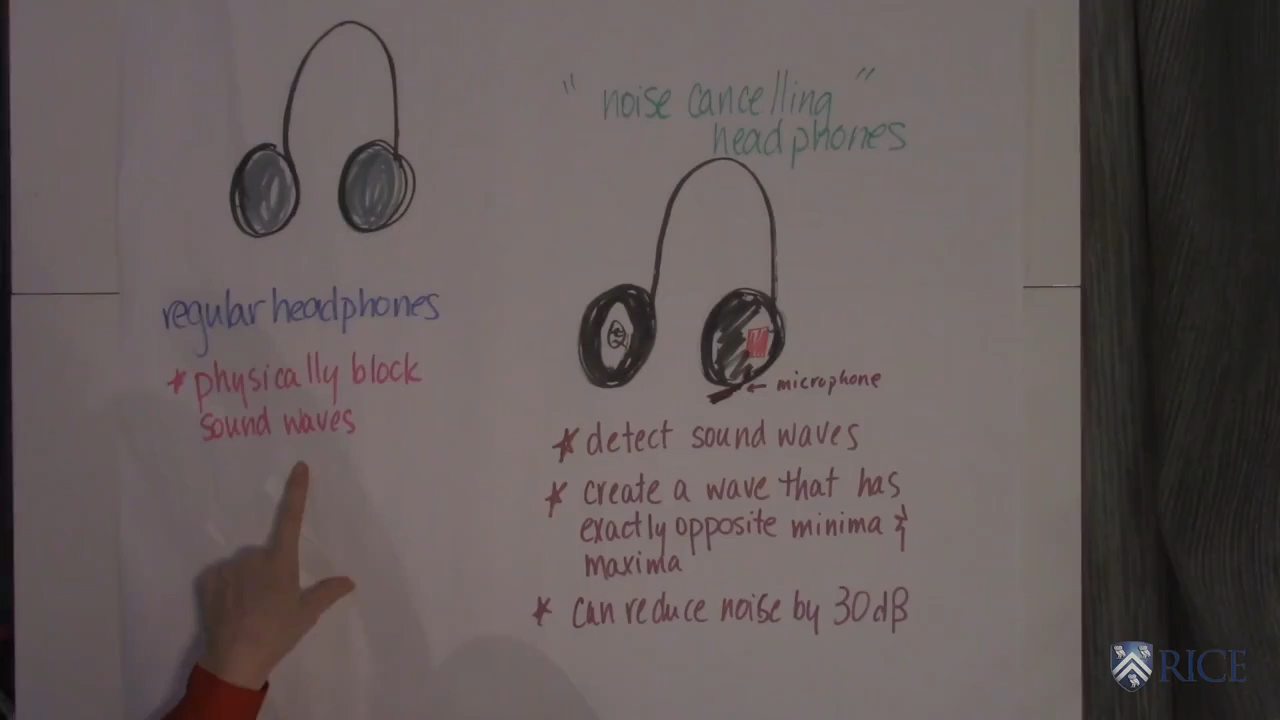 regular headphones
* physically block
sound waves
" noise cancelling "
headphones
← microphone
* detect sound waves
* create a wave that has
exactly opposite minima &
maxima
* can reduce noise by 30dB
RICE